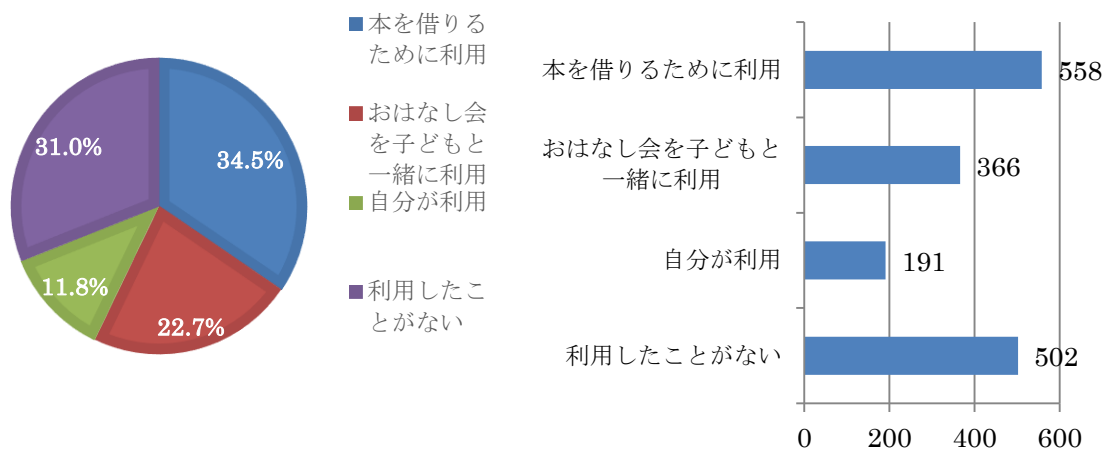 31.0%
34.5%
11.8%
22.7%
本を借りる
ために利用
おはなし会
を子どもと
一緒に利用
自分が利用
利用したこ
とがない
本を借りるために利用
558
おはなし会を子どもと
一緒に利用
366
自分が利用
191
利用したことがない
502
0 200 400 600